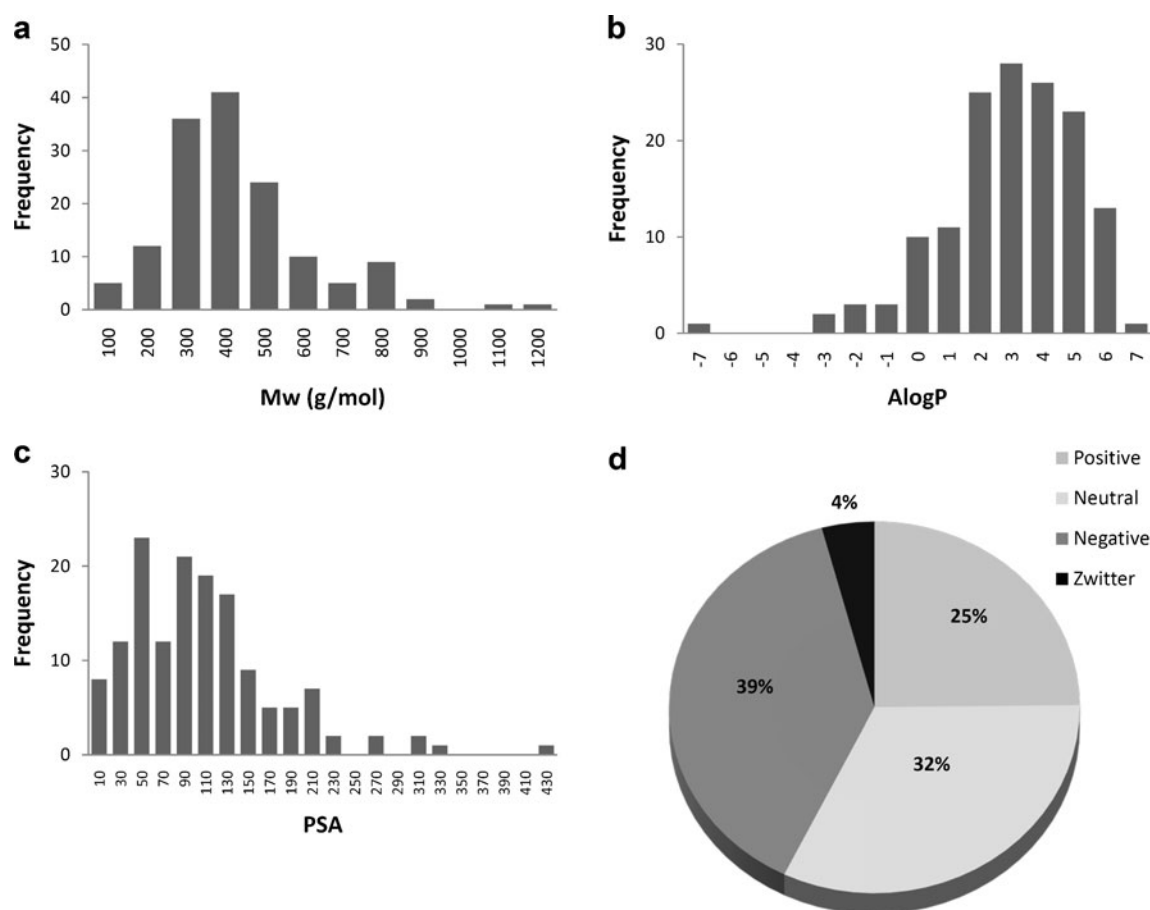 a
50
40
30
20
10
0
Frequency
100 200 300 400 500 600 700 800 900 1000 1100 1200
Mw (g/mol)
b
30
20
10
0
Frequency
-7 -6 -5 -4 -3 -2 -1 0 1 2 3 4 5 6 7
AlogP
c
30
20
10
0
Frequency
10 30 50 70 90 110 130 150 170 190 210 230 250 270 290 310 330 350 370 390 410 430
PSA
d
Positive
Neutral
Negative
Zwitter
4%
25%
39%
32%